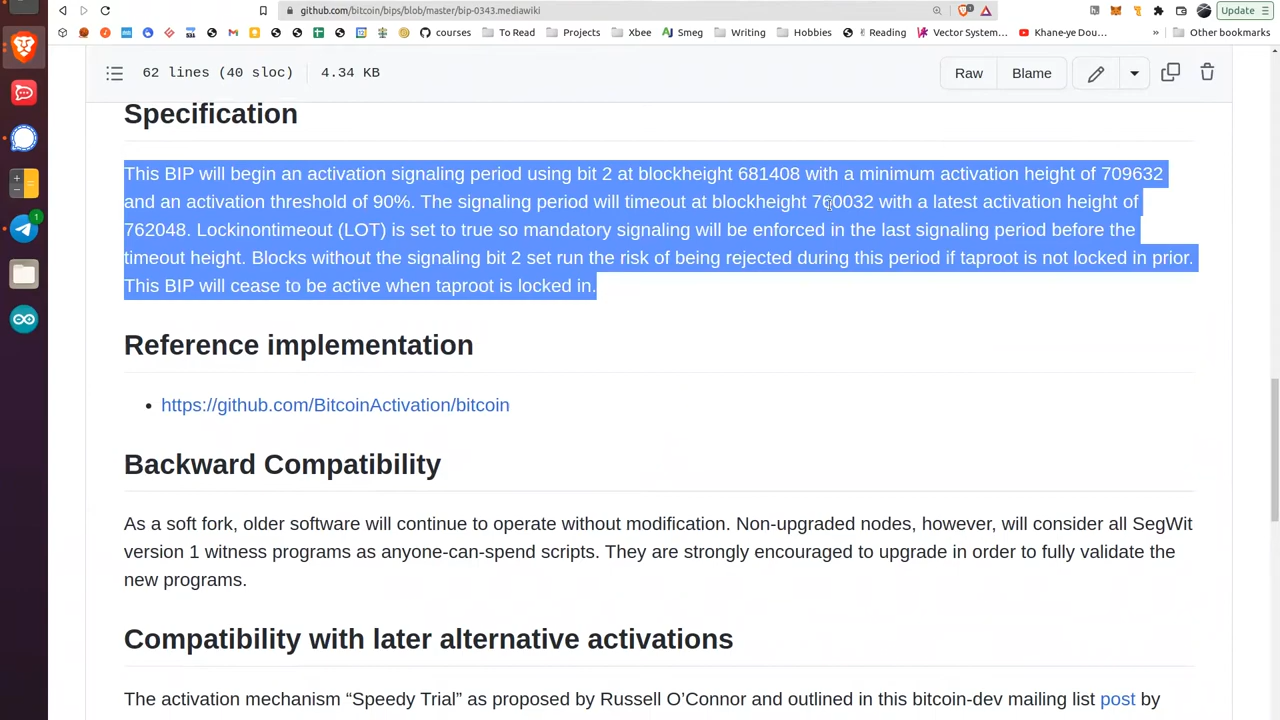 github.com/bitcoin/bips/blob/master/bip-0343.mediawiki
1
Update
courses
To Read
Projects
Xbee
Smeg
Writing
Hobbies
Reading
Vector System...
Khane-ye Dou...
»
Other bookmarks
62 lines (40 sloc)
4.34 KB
Raw
Blame
Specification
This BIP will begin an activation signaling period using bit 2 at blockheight 681408 with a minimum activation height of 709632
and an activation threshold of 90%. The signaling period will timeout at blockheight 760032 with a latest activation height of
762048. Lockinontimeout (LOT) is set to true so mandatory signaling will be enforced in the last signaling period before the
timeout height. Blocks without the signaling bit 2 set run the risk of being rejected during this period if taproot is not locked in prior.
This BIP will cease to be active when taproot is locked in.
1
Reference implementation
• https://github.com/BitcoinActivation/bitcoin
Backward Compatibility
As a soft fork, older software will continue to operate without modification. Non-upgraded nodes, however, will consider all SegWit
version 1 witness programs as anyone-can-spend scripts. They are strongly encouraged to upgrade in order to fully validate the
new programs.
Compatibility with later alternative activations
The activation mechanism “Speedy Trial” as proposed by Russell O’Connor and outlined in this bitcoin-dev mailing list post by